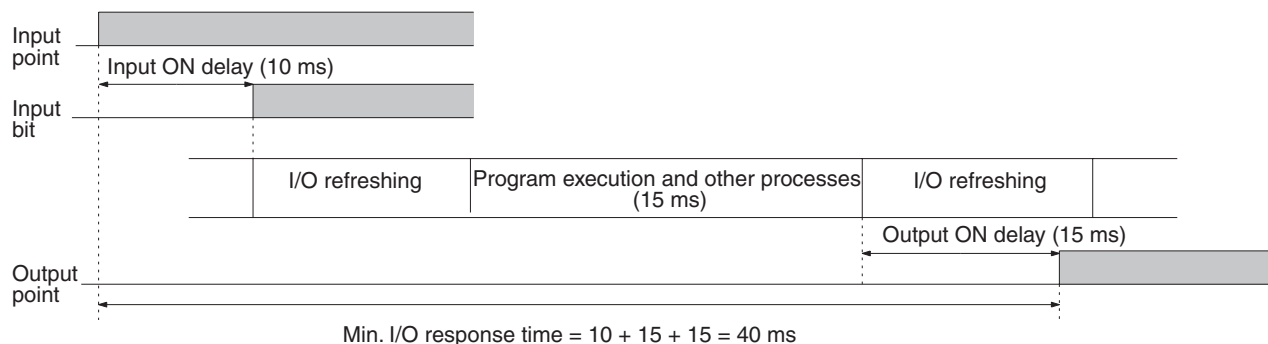 Input
point
Input ON delay (10 ms)
Input
bit
I/O refreshing
Program execution and other processes
(15 ms)
I/O refreshing
Output ON delay (15 ms)
Output
point
Min. I/O response time = 10 + 15 + 15 = 40 ms